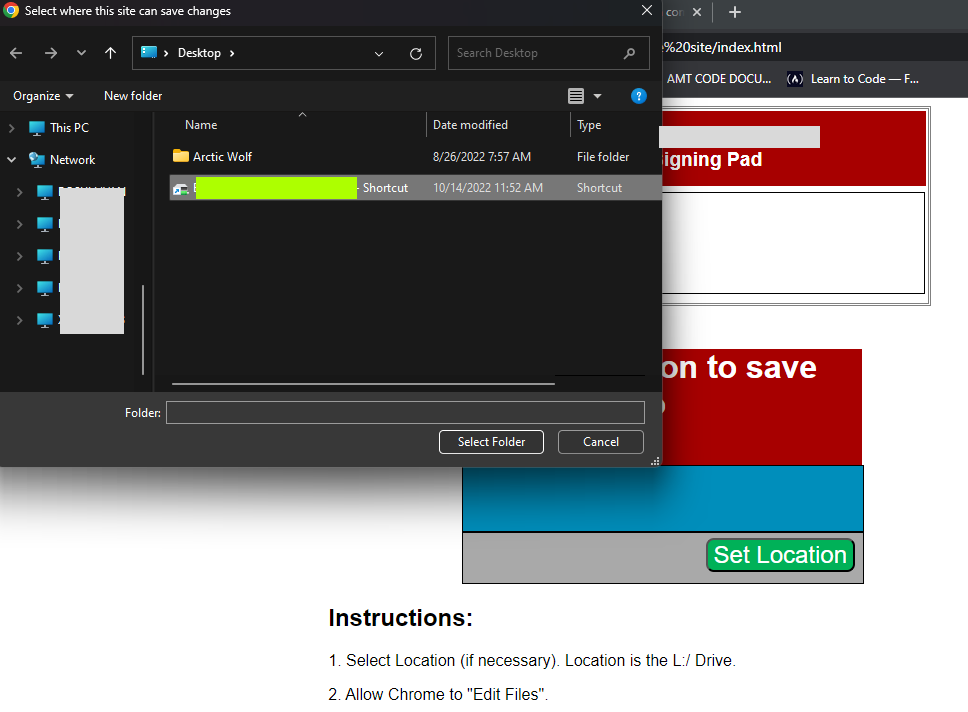 Select where this site can save changes
con
Desktop
Search Desktop
%20site/index.html
Organize
New folder
?
AMT CODE DOCU...
Learn to Code — F...
This PC
Network
Name
Date modified
Type
Arctic Wolf
8/26/2022 7:57 AM
File folder
- Shortcut
10/14/2022 11:52 AM
Shortcut
igning Pad
on to save
Folder:
Select Folder
Cancel
Set Location
Instructions:
1. Select Location (if necessary). Location is the L:/ Drive.
2. Allow Chrome to "Edit Files".